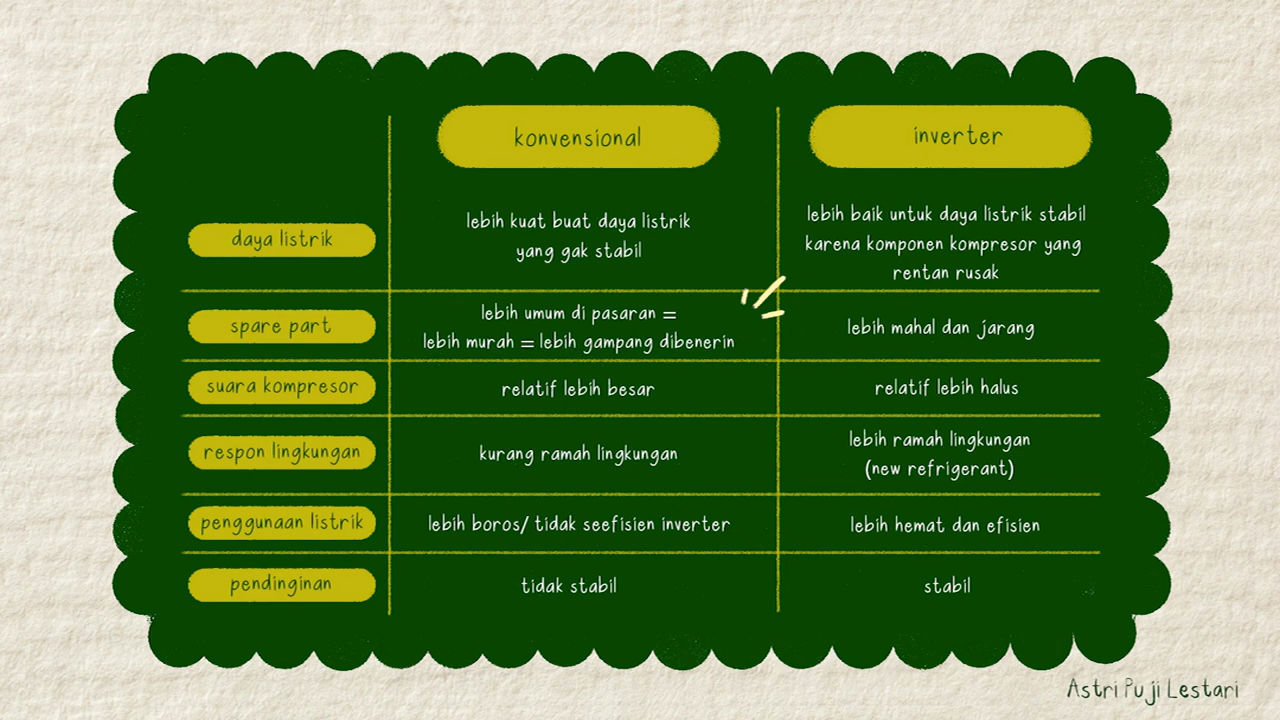 konvensional
inverter
daya listrik
lebih kuat buat daya listrik
yang gak stabil
lebih baik untuk daya listrik stabil
karena komponen kompresor yang
rentan rusak
spare part
lebih umum di pasaran =
lebih murah = lebih gampang dibenerin
lebih mahal dan jarang
suara kompresor
relatif lebih besar
relatif lebih halus
respon lingkungan
kurang ramah lingkungan
lebih ramah lingkungan
(new refrigerant)
penggunaan listrik
lebih boros/ tidak seefisien inverter
lebih hemat dan efisien
pendinginan
tidak stabil
stabil
Astri Puji Lestari